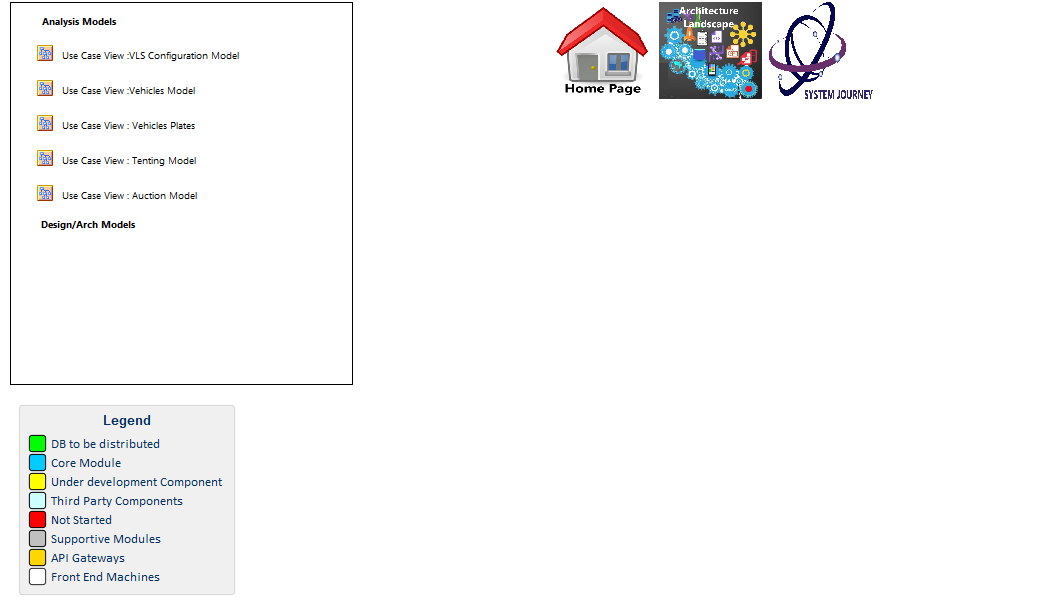 Analysis Models
Use Case View :VLS Configuration Model
Use Case View :Vehicles Model
Use Case View : Vehicles Plates
Use Case View : Tenting Model
Use Case View : Auction Model
Design/Arch Models
Home Page
Architecture
Landscape
SYSTEM JOURNEY
Legend
DB to be distributed
Core Module
Under development Component
Third Party Components
Not Started
Supportive Modules
API Gateways
Front End Machines